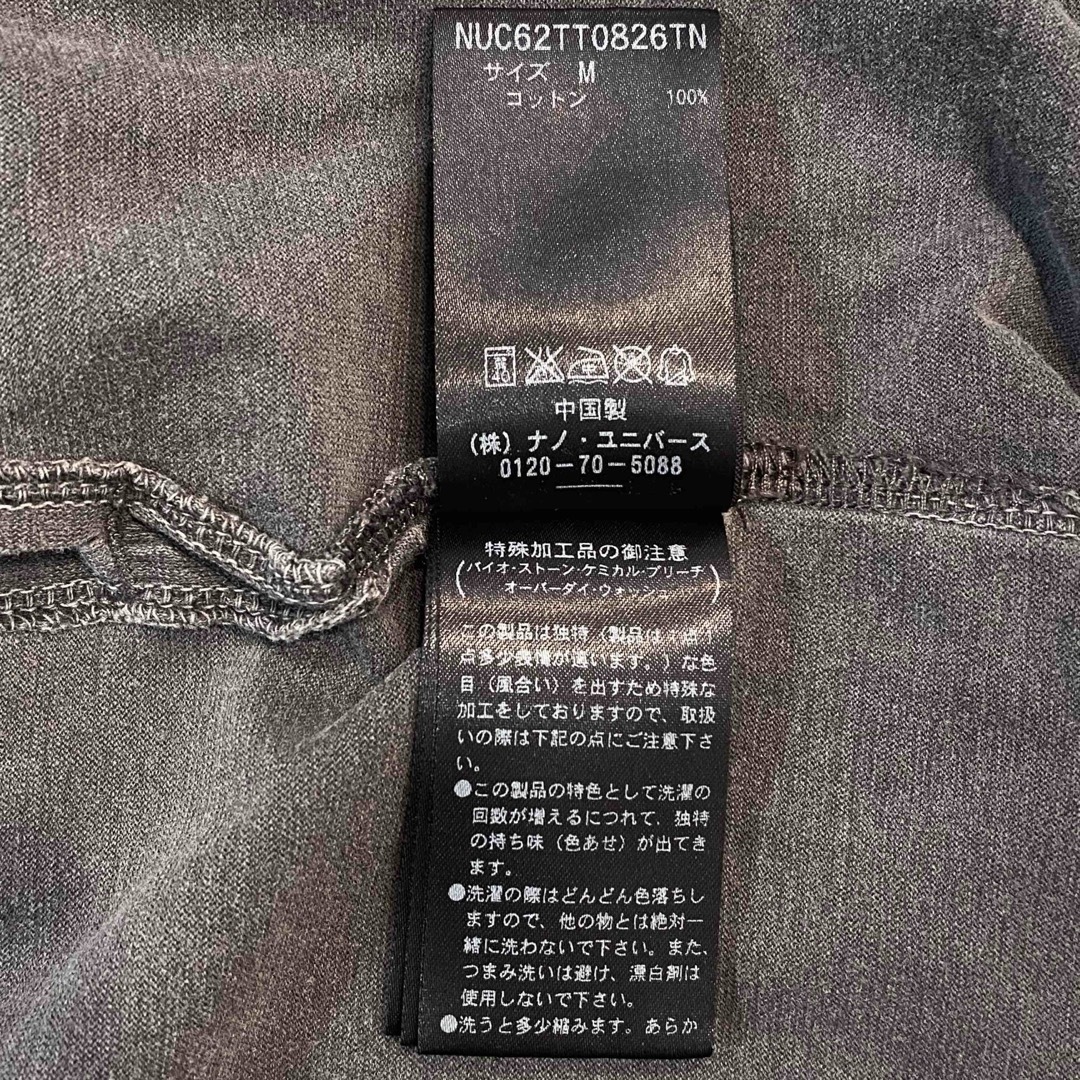 NUC62TT0826TN
サイズ M
コットン 100%
40
中国製
(株) ナノ・ユニバース
0120-70-5088
特殊加工品の御注意
(バイオ・ストーン・ケミカル・ブリーチ
オーバーダイ・ウォッシュ)
この製品は独特（製品は1点1
点多少表情が違います。）な色
目（風合い）を出すため特殊な
加工をしておりますので、取扱
いの際は下記の点にご注意下さ
い。
●この製品の特色として洗濯の
回数が増えるにつれて、独特
の持ち味（色あせ）が出てき
ます。
●洗濯の際はどんどん色落ちし
ますので、他の物とは絶対一
緒に洗わないで下さい。また、
つまみ洗いは避け、漂白剤は
使用しないで下さい。
●洗うと多少縮みます。あらか